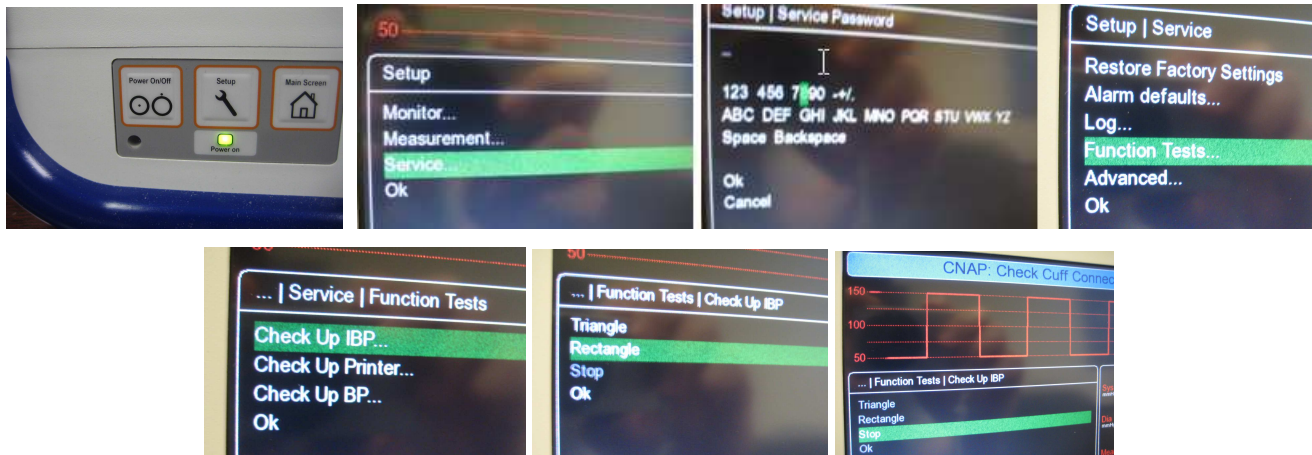 Power On/Off
Setup
Main Screen
Power on
50
Setup
Monitor...
Measurement...
Service...
Ok
Setup | Service Password
-
123 456 7890 -+/.
ABC DEF GHI JKL MNO PQR STU VWX YZ
Space Backspace
Ok
Cancel
Setup | Service
Restore Factory Settings
Alarm defaults...
Log...
Function Tests...
Advanced...
Ok
... | Service | Function Tests
Check Up IBP...
Check Up Printer...
Check Up BP...
Ok
50
... | Function Tests | Check Up IBP
Triangle
Rectangle
Stop
Ok
CNAP: Check Cuff Connec
150
100
50
... | Function Tests | Check Up IBP
Triangle
Rectangle
Stop
Ok
Sys
mmH
Dia
mmH